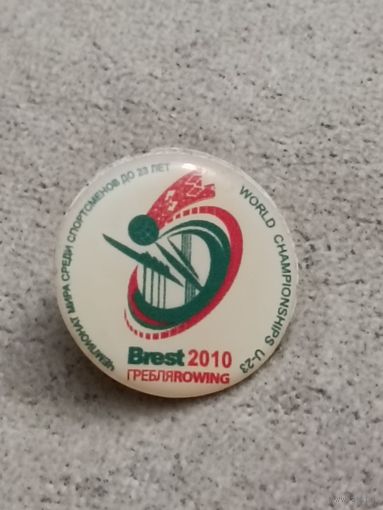 ЧЕМПИОНАТ МИРА СРЕДИ СПОРТСМЕНОВ ДО 23 ЛЕТ
WORLD CHAMPIONSHIPS U-23
Brest 2010
ГРЕБЛЯROWING